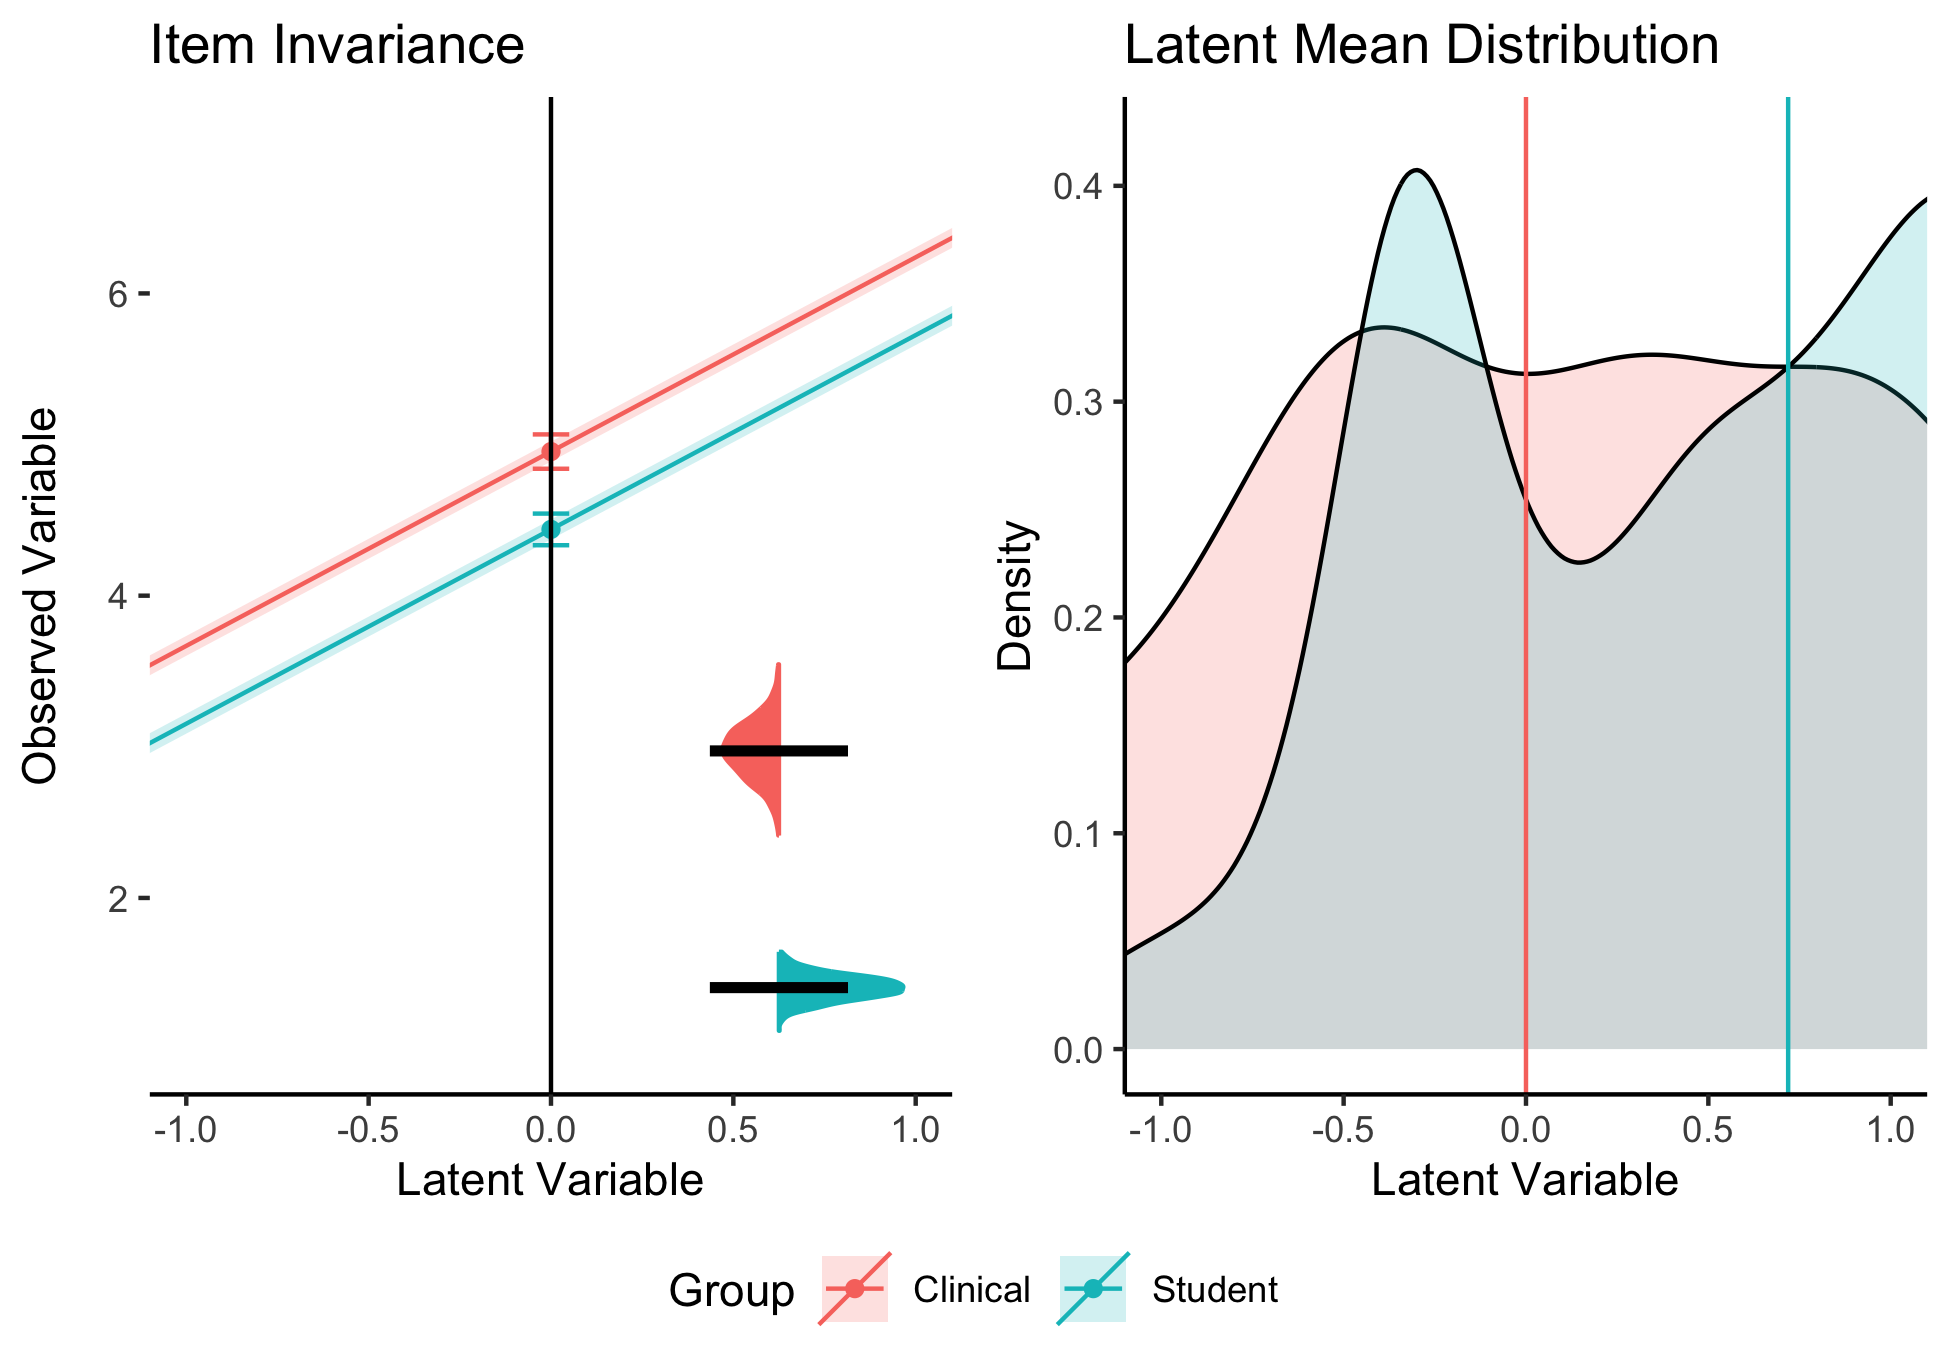 Item Invariance
Observed Variable
6
4
2
-1.0 -0.5 0.0 0.5 1.0
Latent Variable
Latent Mean Distribution
Density
0.4
0.3
0.2
0.1
0.0
-1.0 -0.5 0.0 0.5 1.0
Latent Variable
Group Clinical Student